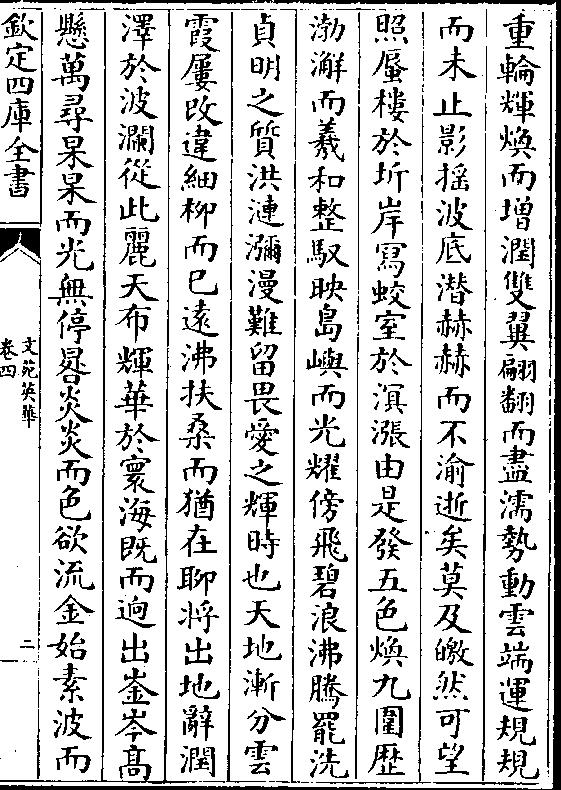 重輪輝煥而增潤雙翼翩翻而盡濡勢動雲端運規規
而未止影揺波底潛赫赫而不渝逝矣莫及皦然可望
照蜃樓於圻岸寫蛟室於溟漲由是發五色煥九圍歴
渤澥而羲和整馭映島嶼而光耀傍飛碧浪沸騰罷洗
貞明之質洪漣瀰漫難留畏愛之輝時也天地漸分雲
霞屢改違細柳而已逺沸扶桑而猶在聊將出地辭潤
澤於波瀾從此麗天布輝華於寰海既而逈出崟岑髙
懸萬尋杲杲而光無停晷炎炎而色欲流金始素波而
欽定四庫全書
文苑英華
卷四
二